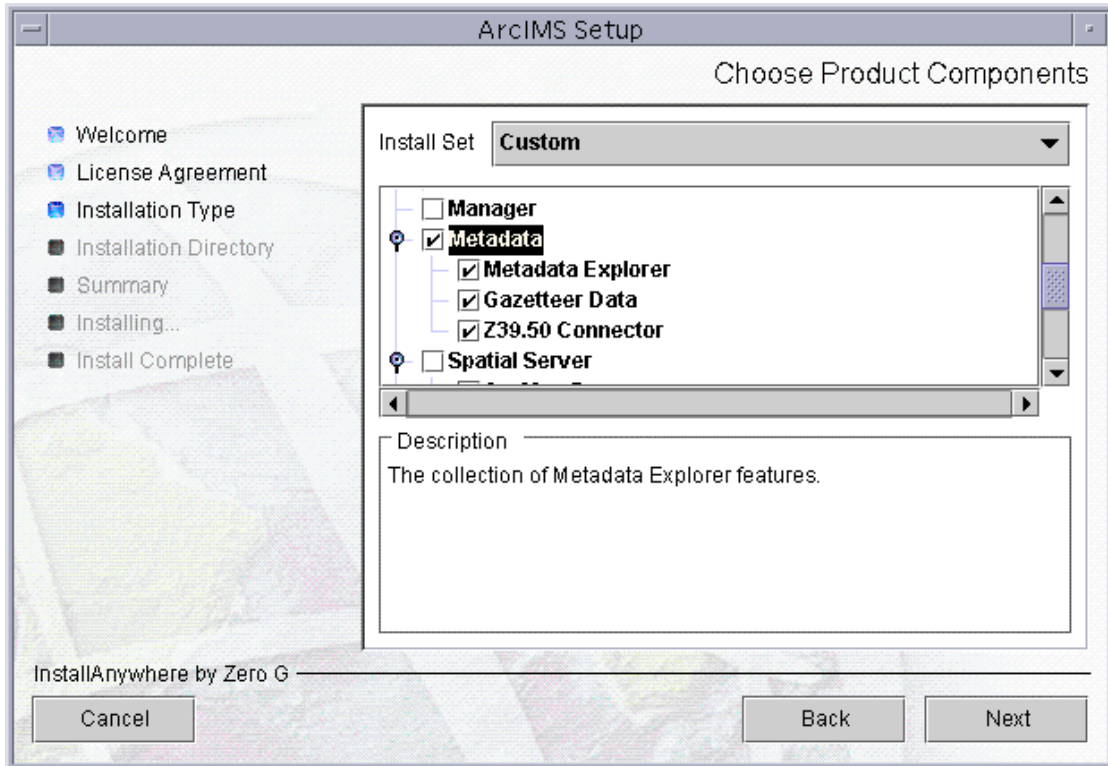 ArcIMS Setup
Choose Product Components
Welcome
License Agreement
Installation Type
Installation Directory
Summary
Installing...
Install Complete
Install Set Custom
Manager
Metadata
Metadata Explorer
Gazetteer Data
Z39.50 Connector
Spatial Server
Description
The collection of Metadata Explorer features.
InstallAnywhere by Zero G
Cancel Back Next